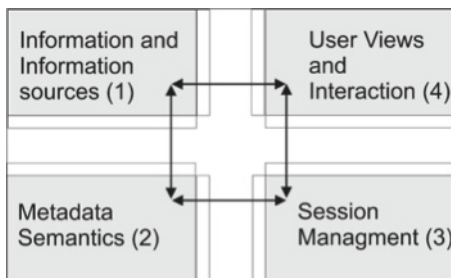 Information and
Information
sources (1)
User Views
and
Interaction (4)
Metadata
Semantics (2)
Session
Managment (3)